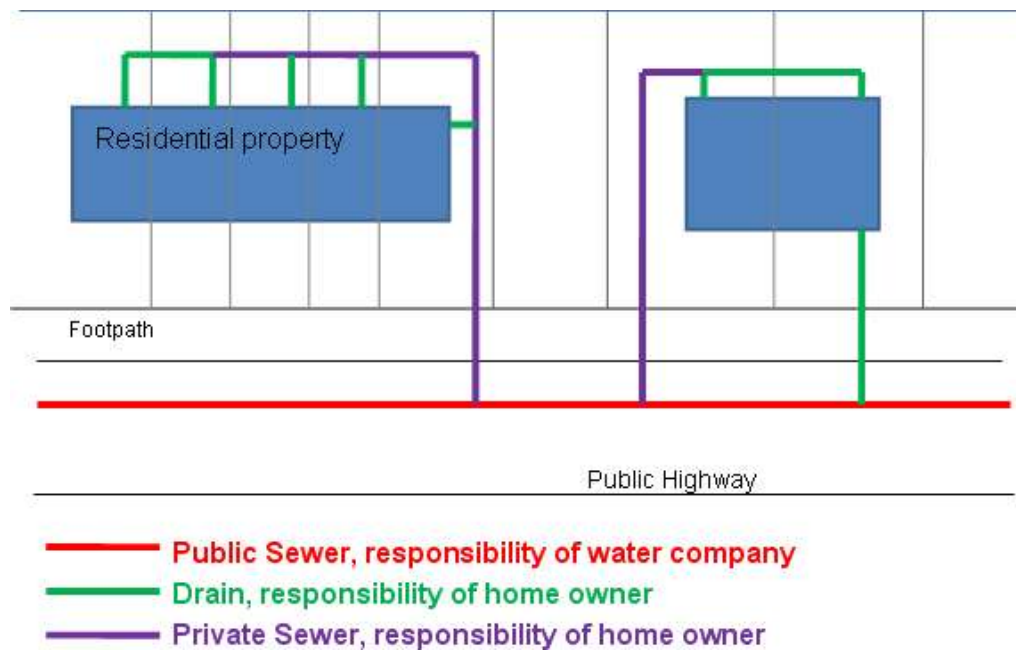 Residential property
Footpath
Public Highway
Public Sewer, responsibility of water company
Drain, responsibility of home owner
Private Sewer, responsibility of home owner